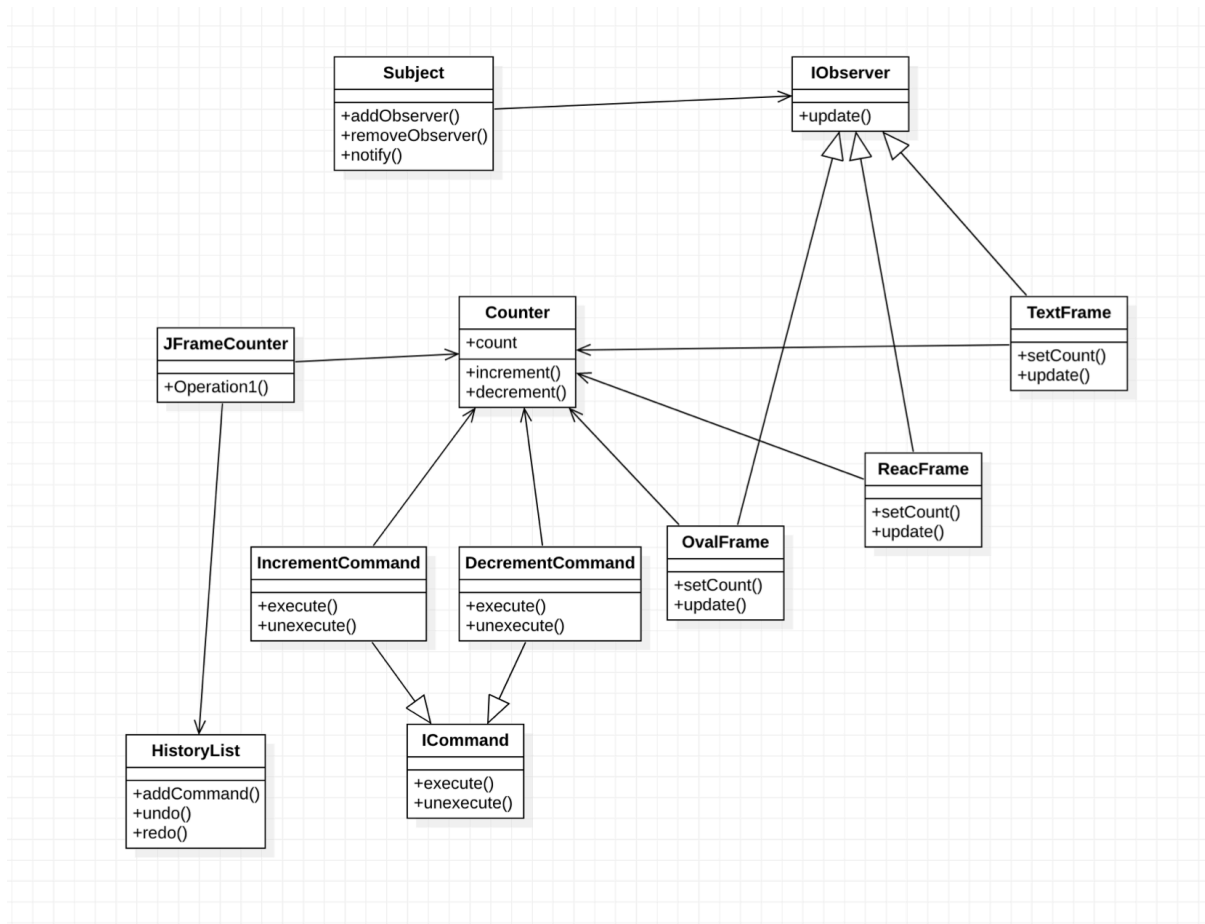 Subject
+addObserver()
+removeObserver()
+notify()
IObserver
+update()
Counter
+count
+increment()
+decrement()
JFrameCounter
+Operation1()
TextFrame
+setCount()
+update()
ReacFrame
+setCount()
+update()
OvalFrame
+setCount()
+update()
IncrementCommand
+execute()
+unexecute()
DecrementCommand
+execute()
+unexecute()
HistoryList
+addCommand()
+undo()
+redo()
ICommand
+execute()
+unexecute()